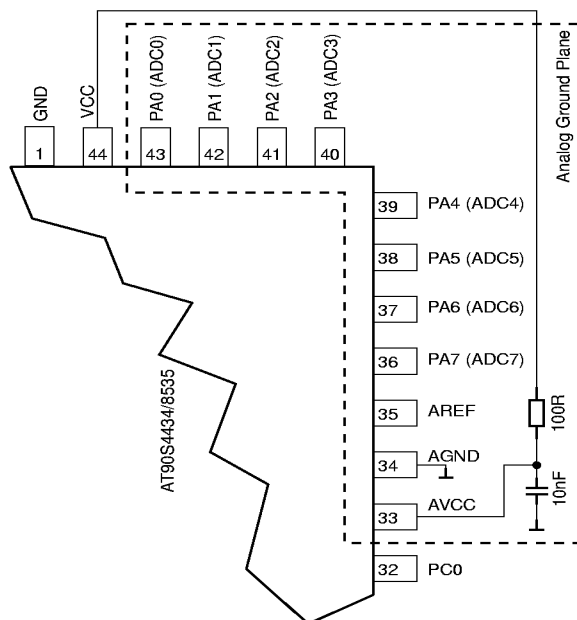 GND
VCC
PA0 (ADC0)
PA1 (ADC1)
PA2 (ADC2)
PA3 (ADC3)
Analog Ground Plane
1
44
43
42
41
40
39
PA4 (ADC4)
38
PA5 (ADC5)
37
PA6 (ADC6)
36
PA7 (ADC7)
35
AREF
100R
34
AGND
10nF
33
AVCC
32
PC0
AT90S4434/8535